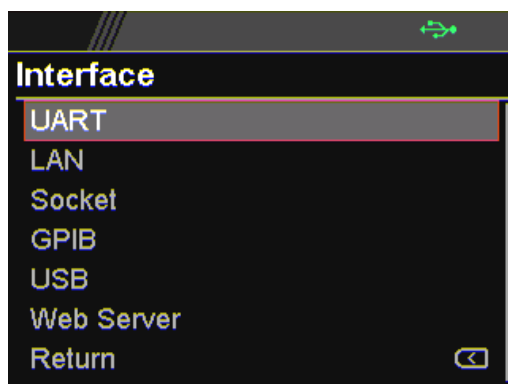 Interface
UART
LAN
Socket
GPIB
USB
Web Server
Return